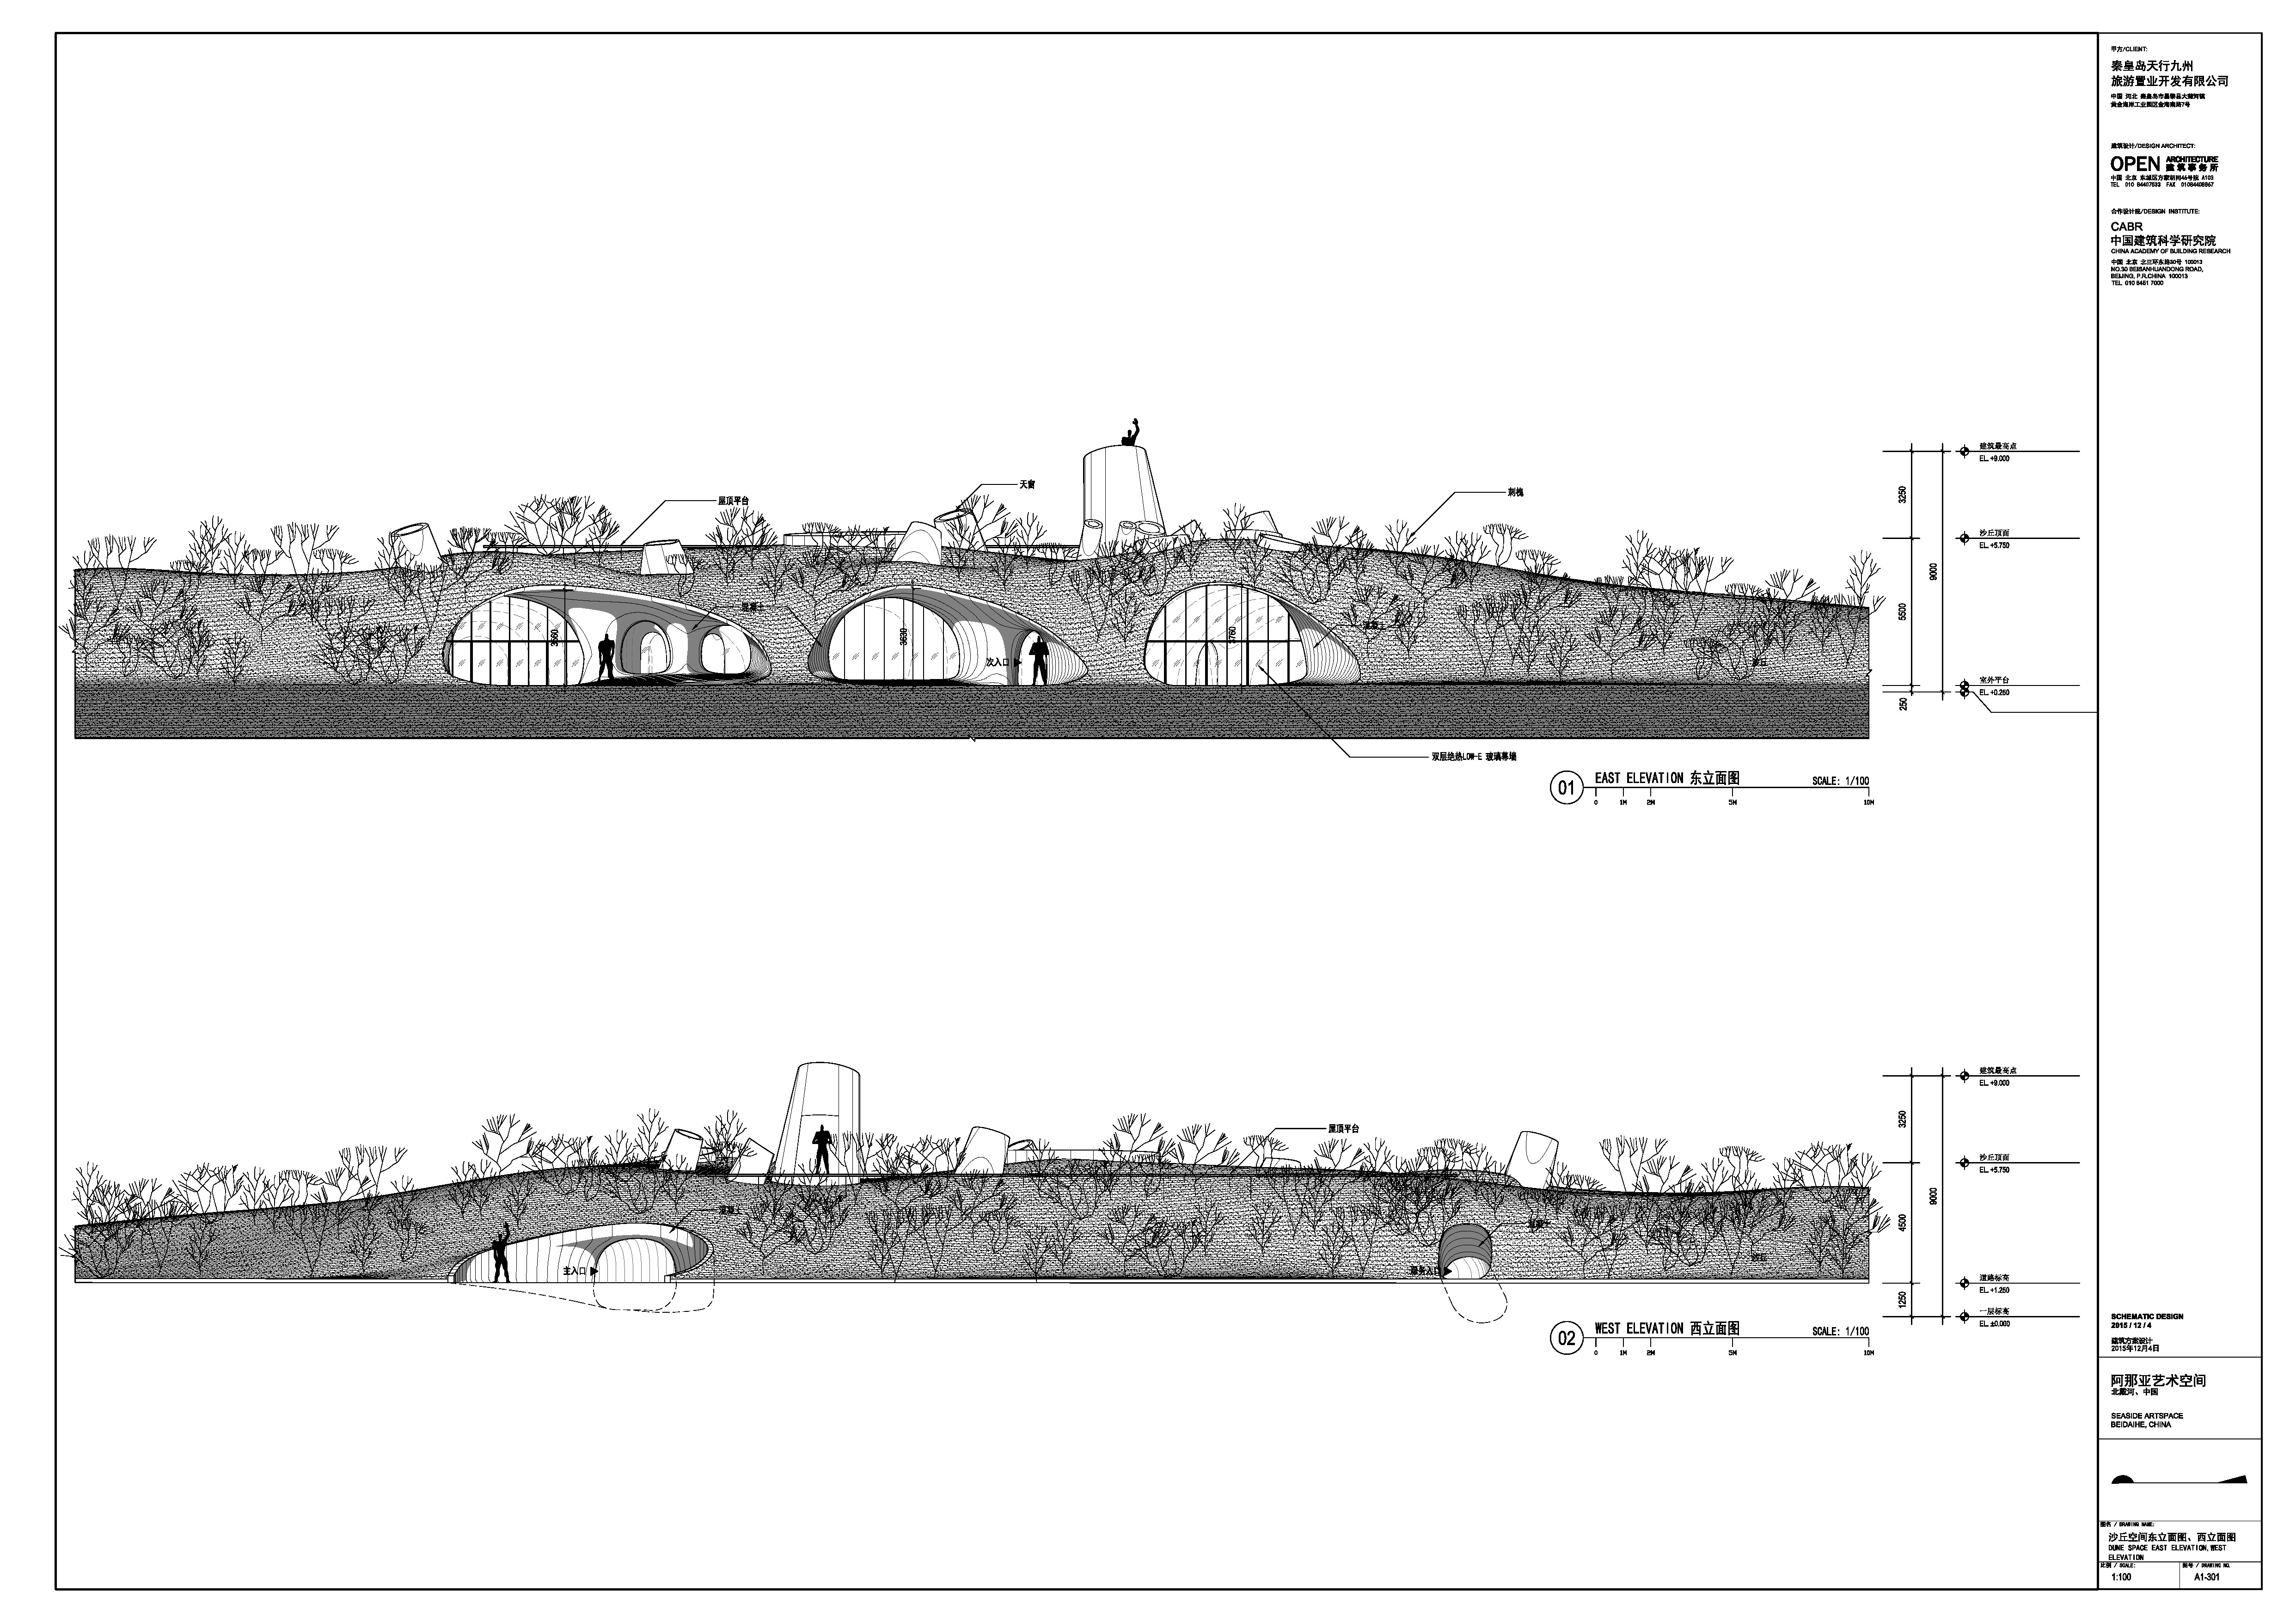 屋顶平台
天窗
刺槐
混凝土
3660
3630
3760
次入口
双层绝热LOW-E 玻璃幕墙
3250
5500
250
9000
建筑最高点
EL. +9.000
沙丘顶面
EL. +5.750
室外平台
EL. +0.250
01
EAST ELEVATION 东立面图
SCALE: 1/100
0 1M 2M 5M 10M
屋顶平台
主入口
3250
4500
1250
9000
建筑最高点
EL. +9.000
沙丘顶面
EL. +5.750
道路标高
EL. +1.250
一层标高
EL. ±0.000
02
WEST ELEVATION 西立面图
SCALE: 1/100
0 1M 2M 5M 10M
甲方/CLIENT:
秦皇岛天行九州
旅游置业开发有限公司
中国 河北 秦皇岛市昌黎县大蒲河镇
黄金海岸工业园区金海南路7号
建筑设计/DESIGN ARCHITECT:
OPEN ARCHITECTURE
建筑事务所
中国 北京 东城区方家胡同46号院 A103
TEL 010 84407533 FAX
合作设计院/DESIGN INSTITUTE:
CABR
中国建筑科学研究院
CHINA ACADEMY OF BUILDING RESEARCH
中国 北京 北三环东路30号 100013
NO.30 BEISANHUANDONG ROAD,
BEIJING, P.R.CHINA 100013
TEL 010 6451 7000
SCHEMATIC DESIGN
2015 / 12 / 4
建筑方案设计
2015年12月4日
阿那亚艺术空间
北戴河、中国
SEASIDE ARTSPACE
BEIDAIHE, CHINA
图名 / DRAWING NAME:
沙丘空间东立面图、西立面图
DUNE SPACE EAST ELEVATION,WEST
ELEVATION
比例 / SCALE:
1:100
图号 / DRAWING NO.
A1-301